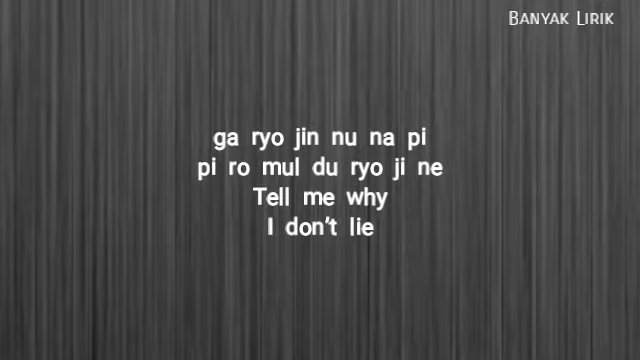 Banyak Lirik
ga ryo jin nu na pi
pi ro mul du ryo ji ne
Tell me why
I don't lie